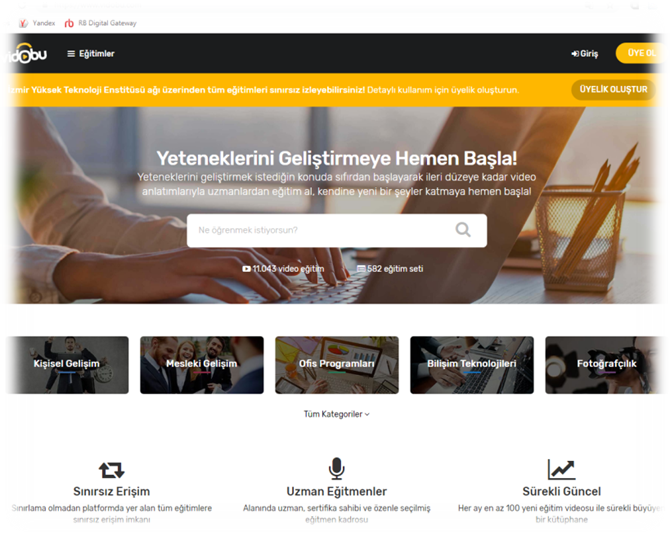 Yandex RB Digital Gateway
Eğitimler Giriş ÜYE OL
Yüksek Teknoloji Enstitüsü ağı üzerinden tüm eğitimleri sınırsız izleyebilirsiniz! Detaylı kullanım için üyelik oluşturun. ÜYELİK OLUŞTUR
Yeteneklerini Geliştirmeye Hemen Başla!
Yeteneklerini geliştirmek istediğin konuda sıfırdan başlayarak ileri düzeye kadar video
anlatımlarıyla uzmanlardan eğitim al, kendine yeni bir şeyler katmaya hemen başla!
Ne öğrenmek istiyorsun?
11.043 video eğitim 582 eğitim seti
Kişisel Gelişim Mesleki Gelişim Ofis Programları Bilişim Teknolojileri Fotoğrafçılık
Tüm Kategoriler
Sınırsız Erişim Uzman Eğitmenler Sürekli Güncel
Sınırlama olmadan platformda yer alan tüm eğitimlere Alanında uzman, sertifika sahibi ve özenle seçilmiş Her ay en az 100 yeni eğitim videosu ile sürekli büyüyen
sınırsız erişim imkanı eğitmen kadrosu bir kütüphane